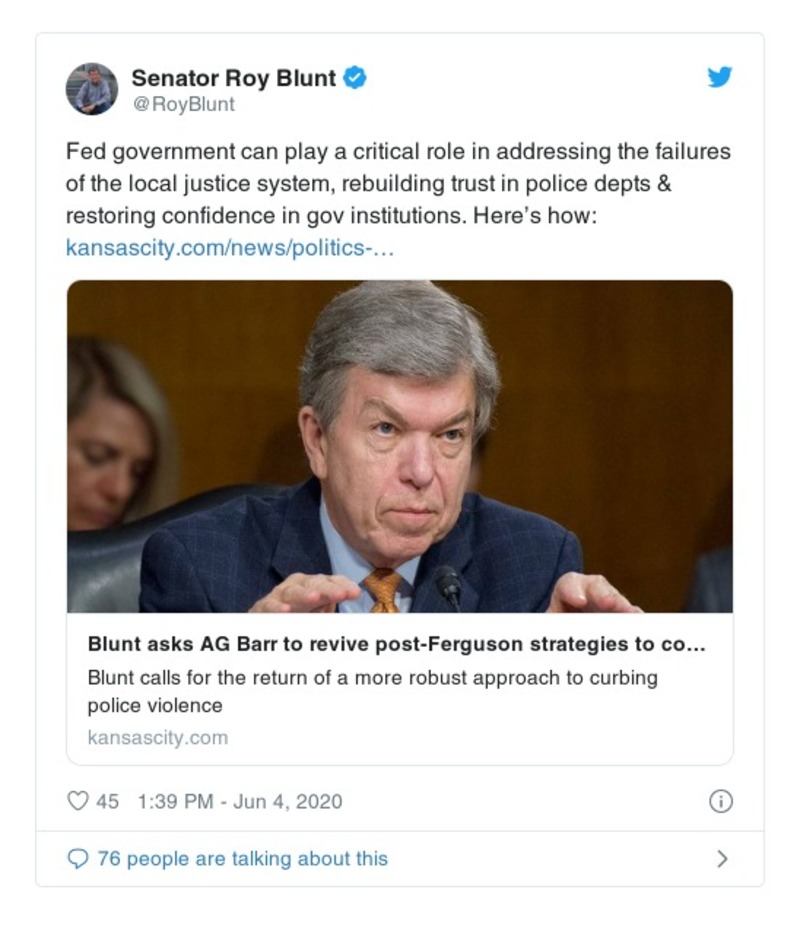 Senator Roy Blunt
@RoyBlunt
Fed government can play a critical role in addressing the failures
of the local justice system, rebuilding trust in police depts &
restoring confidence in gov institutions. Here’s how:
kansascity.com/news/politics-…
Blunt asks AG Barr to revive post-Ferguson strategies to co…
Blunt calls for the return of a more robust approach to curbing
police violence
kansascity.com
45 1:39 PM - Jun 4, 2020
76 people are talking about this